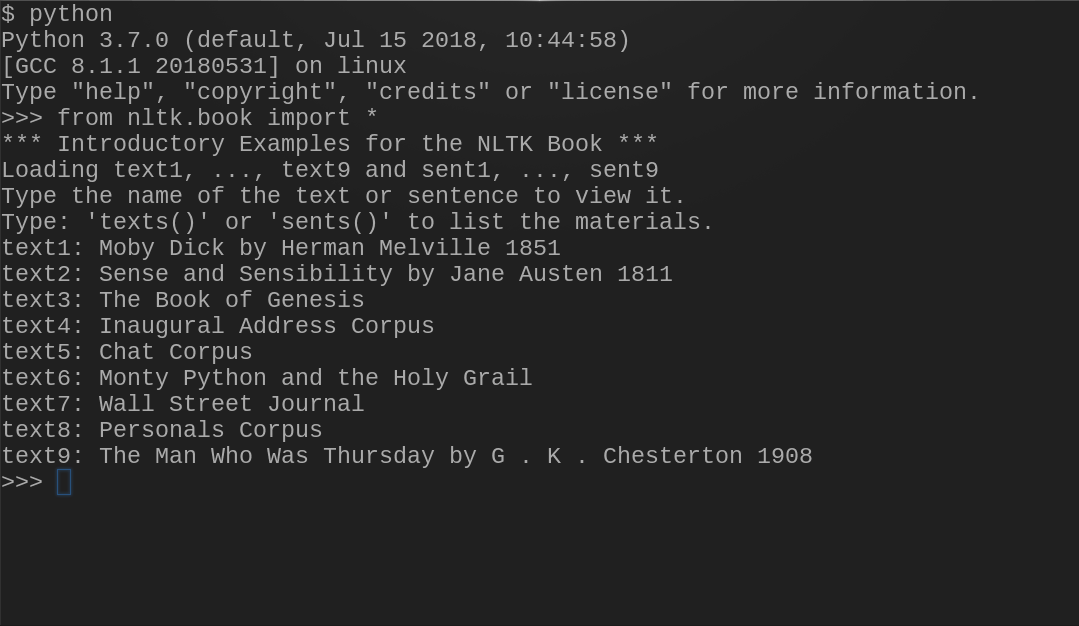 $ python
Python 3.7.0 (default, Jul 15 2018, 10:44:58)
[GCC 8.1.1 20180531] on linux
Type "help", "copyright", "credits" or "license" for more information.
>>> from nltk.book import *
*** Introductory Examples for the NLTK Book ***
Loading text1, ..., text9 and sent1, ..., sent9
Type the name of the text or sentence to view it.
Type: 'texts()' or 'sents()' to list the materials.
text1: Moby Dick by Herman Melville 1851
text2: Sense and Sensibility by Jane Austen 1811
text3: The Book of Genesis
text4: Inaugural Address Corpus
text5: Chat Corpus
text6: Monty Python and the Holy Grail
text7: Wall Street Journal
text8: Personals Corpus
text9: The Man Who Was Thursday by G . K . Chesterton 1908
>>>